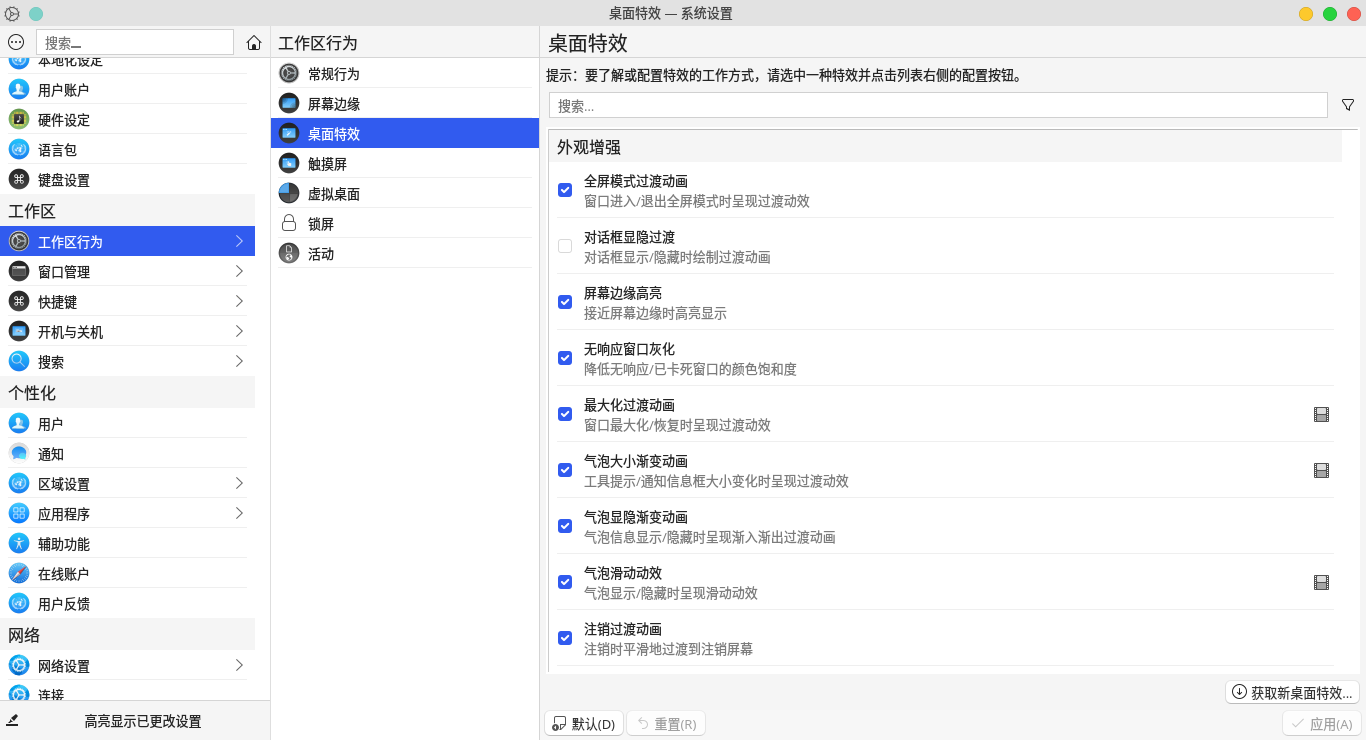 桌面特效 — 系统设置
搜索...
本地化设定
用户账户
硬件设定
语言包
键盘设置
工作区
工作区行为
窗口管理
快捷键
开机与关机
搜索
个性化
用户
通知
区域设置
应用程序
辅助功能
在线账户
用户反馈
网络
网络设置
连接
高亮显示已更改设置
工作区行为
常规行为
屏幕边缘
桌面特效
触摸屏
虚拟桌面
锁屏
活动
桌面特效
提示：要了解或配置特效的工作方式，请选中一种特效并点击列表右侧的配置按钮。
搜索...
外观增强
全屏模式过渡动画
窗口进入/退出全屏模式时呈现过渡动效
对话框显隐过渡
对话框显示/隐藏时绘制过渡动画
屏幕边缘高亮
接近屏幕边缘时高亮显示
无响应窗口灰化
降低无响应/已卡死窗口的颜色饱和度
最大化过渡动画
窗口最大化/恢复时呈现过渡动效
气泡大小渐变动画
工具提示/通知信息框大小变化时呈现过渡动效
气泡显隐渐变动画
气泡信息显示/隐藏时呈现渐入渐出过渡动画
气泡滑动动效
气泡显示/隐藏时呈现滑动动效
注销过渡动画
注销时平滑地过渡到注销屏幕
获取新桌面特效...
默认(D)
重置(R)
应用(A)